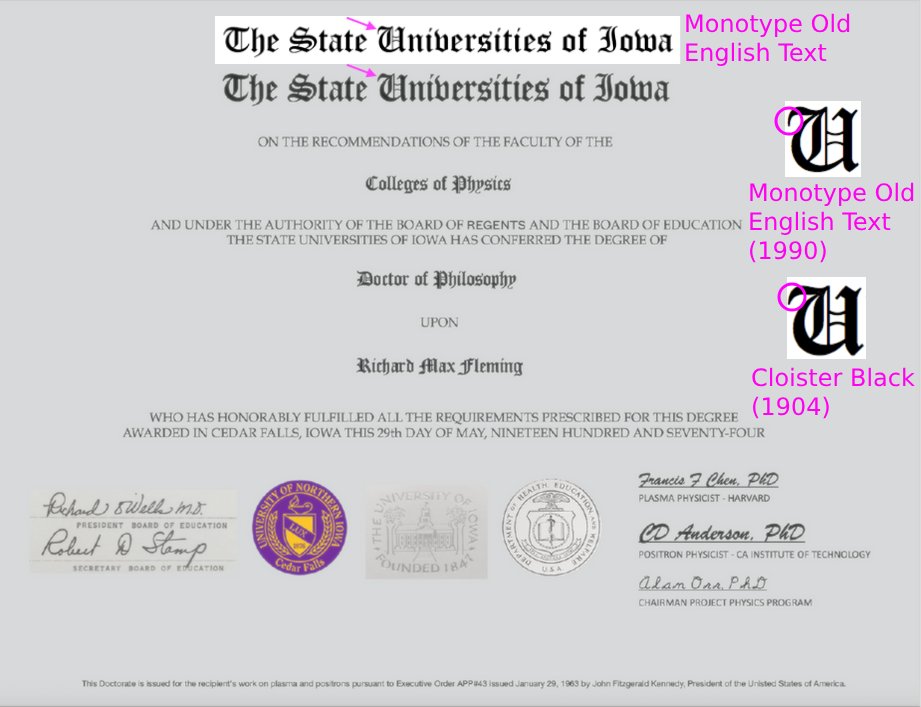 The State Universities of Iowa
Monotype Old
English Text
The State Universities of Iowa
ON THE RECOMMENDATIONS OF THE FACULTY OF THE
U
Colleges of Physics
Monotype Old
English Text
(1990)
AND UNDER THE AUTHORITY OF THE BOARD OF REGENTS AND THE BOARD OF EDUCATION
THE STATE UNIVERSITIES OF IOWA HAS CONFERRED THE DEGREE OF
Doctor of Philosophy
U
UPON
Richard Max Fleming
Cloister Black
(1904)
WHO HAS HONORABLY FULFILLED ALL THE REQUIREMENTS PRESCRIBED FOR THIS DEGREE
AWARDED IN CEDAR FALLS, IOWA THIS 29th DAY OF MAY, NINETEEN HUNDRED AND SEVENTY-FOUR
Richard D Wells M.D.
PRESIDENT BOARD OF EDUCATION
Robert D Stamp
SECRETARY BOARD OF EDUCATION
UNIVERSITY OF NORTHERN IOWA
1876
Cedar Falls
THE UNIVERSITY OF IOWA
FOUNDED 1847
DEPARTMENT OF HEALTH, EDUCATION, AND WELFARE
U.S.A.
Francis F Chen, PhD
PLASMA PHYSICIST - HARVARD
CD Anderson, PhD
POSITRON PHYSICIST - CA INSTITUTE OF TECHNOLOGY
Alan Orr, PhD
CHAIRMAN PROJECT PHYSICS PROGRAM
This Doctorate is issued for the recipient's work on plasma and positrons pursuant to Executive Order APP#43 issued January 29, 1963 by John Fitzgerald Kennedy, President of the Unisted States of America.